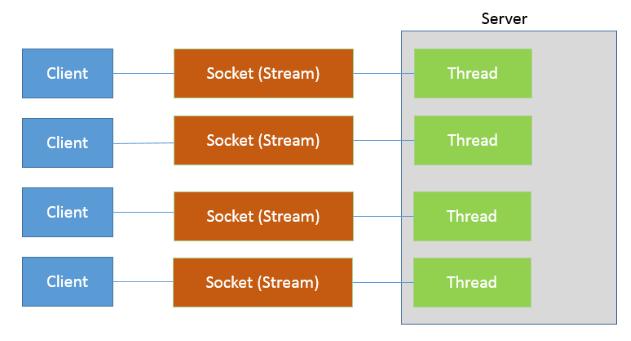 Server
Client
Socket (Stream)
Thread
Client
Socket (Stream)
Thread
Client
Socket (Stream)
Thread
Client
Socket (Stream)
Thread